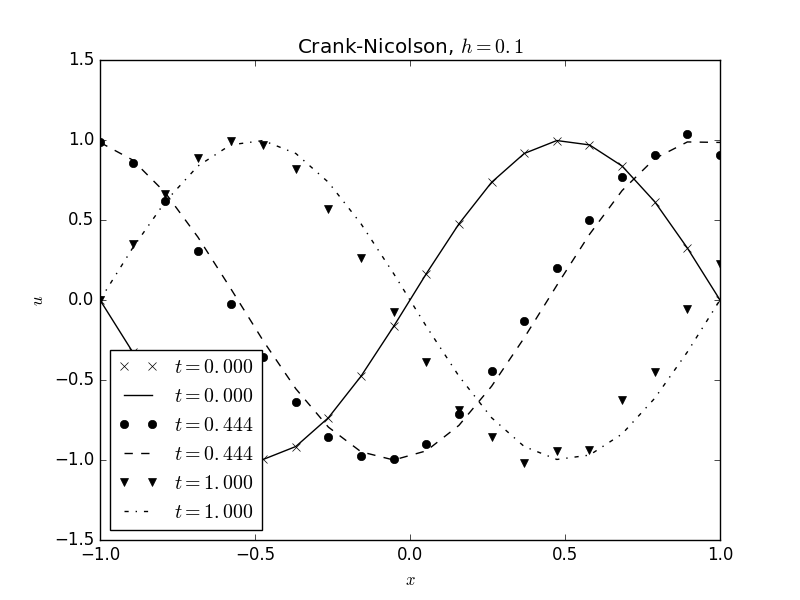 Crank-Nicolson, h = 0.1
1.5
1.0
0.5
0.0
−0.5
−1.0
−1.5
u
t = 0.000
t = 0.000
t = 0.444
t = 0.444
t = 1.000
t = 1.000
−1.0 −0.5 0.0 0.5 1.0
x